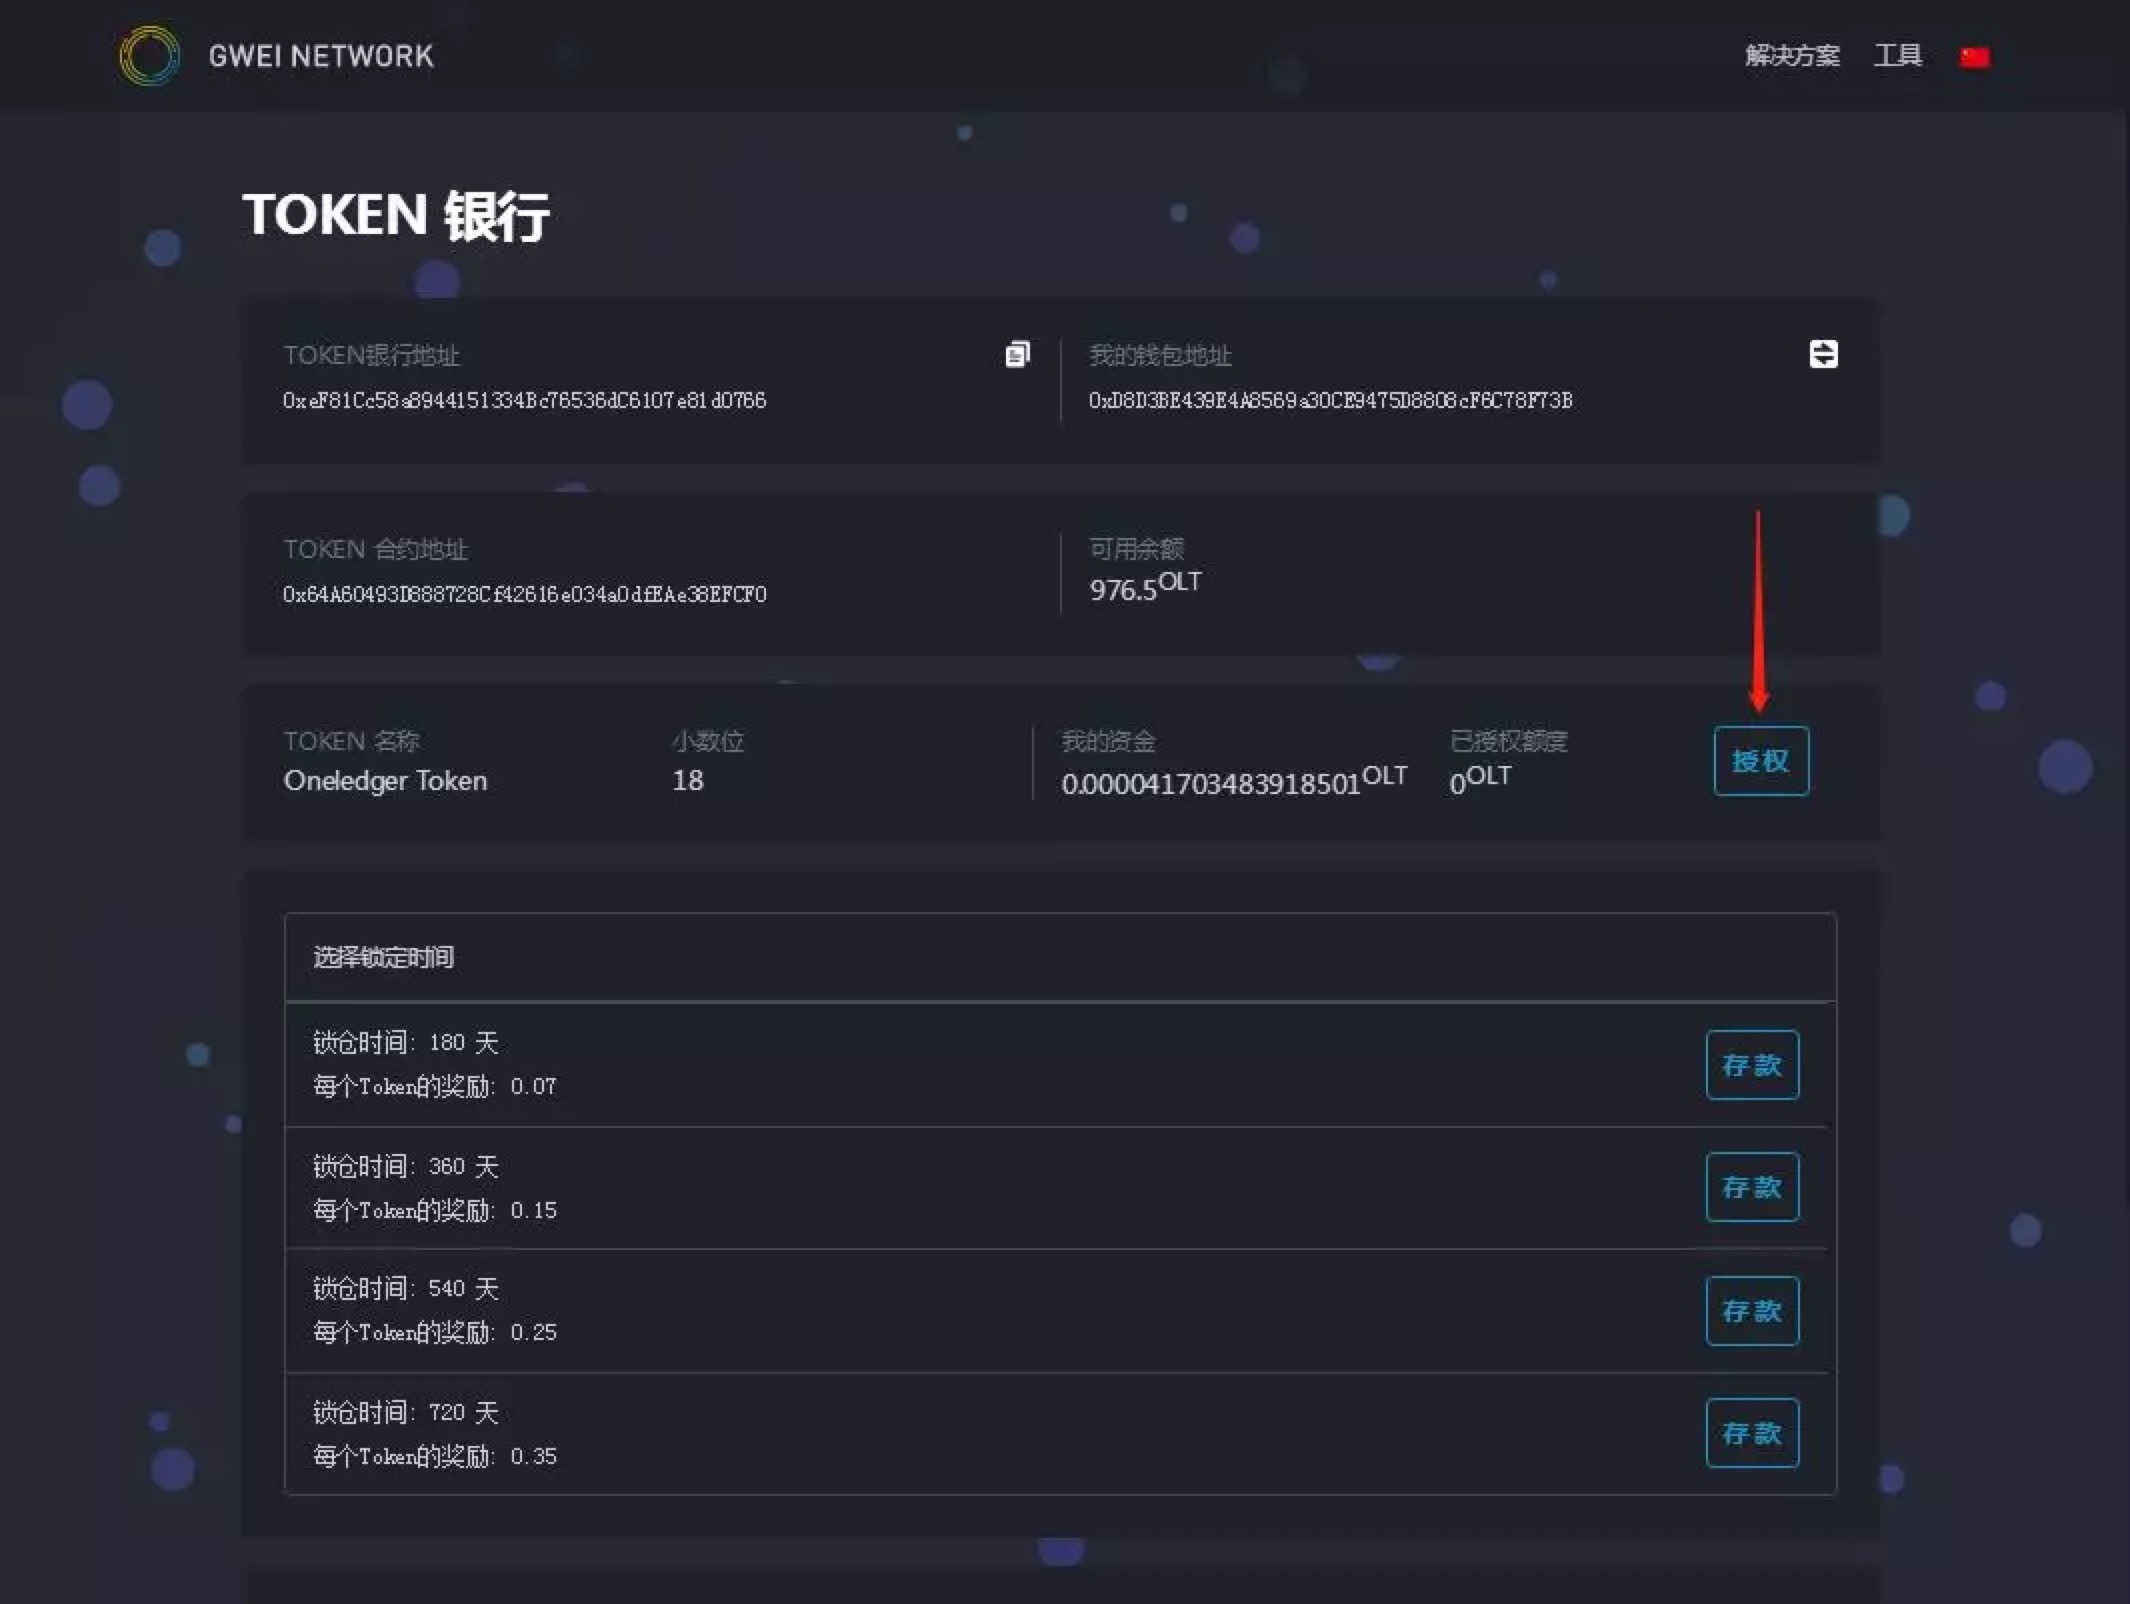 GWEI NETWORK
解决方案 工具
TOKEN 银行
TOKEN银行地址
0xeF81Cc58a8944151334Bc76536dC6107e81d0766
我的钱包地址
0xD8D3BE439E4A8569a30CE9475D8808cF6C78F73B
TOKEN 合约地址
0x64A60493D888728Cf42616e034a0dfEAe38EFCF0
可用余额
976.5OLT
TOKEN 名称
Oneledger Token
小数位
18
我的资金
0.000041703483918501OLT
已授权额度
0OLT
授权
选择锁定时间
锁仓时间: 180 天
每个Token的奖励: 0.07
存款
锁仓时间: 360 天
每个Token的奖励: 0.15
存款
锁仓时间: 540 天
每个Token的奖励: 0.25
存款
锁仓时间: 720 天
每个Token的奖励: 0.35
存款